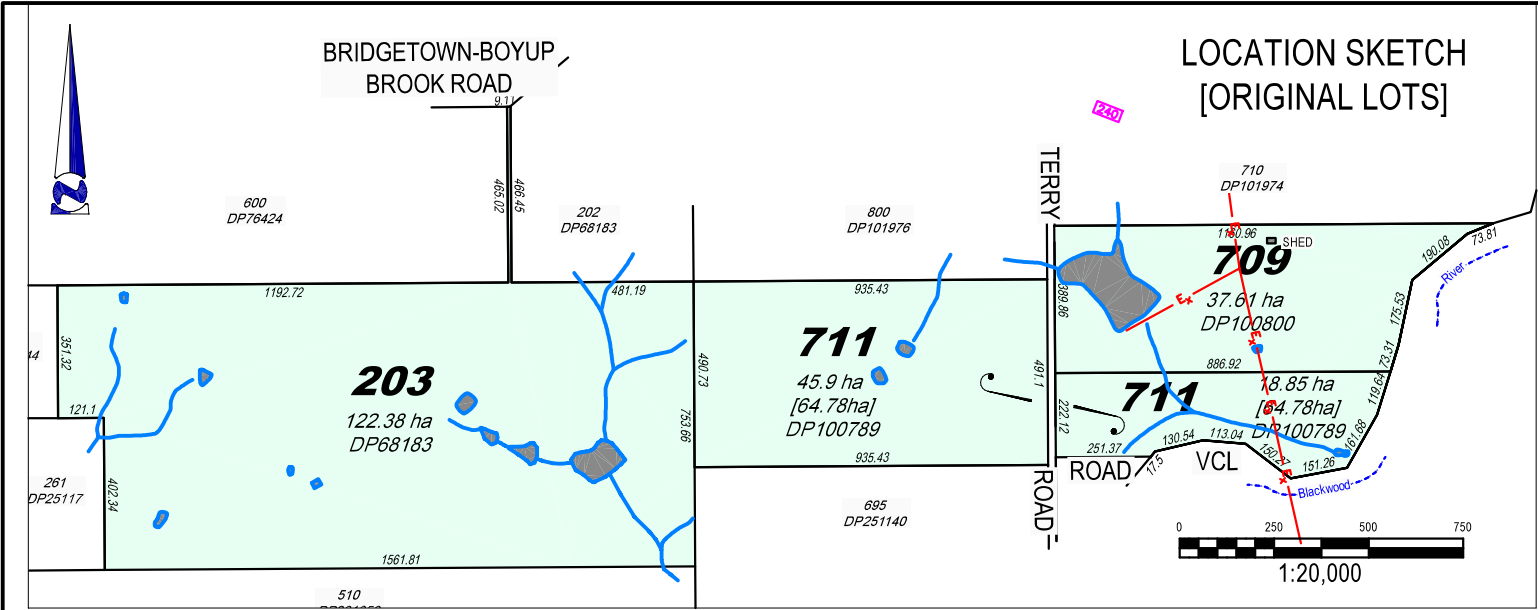 LOCATION SKETCH
[ORIGINAL LOTS]
BRIDGETOWN-BOYUP
BROOK ROAD
9.17
240
TERRY
710
DP101974
600
DP76424
465.02
466.45
202
DP68183
800
DP101976
SHED
709
37.61 ha
DP100800
190.08
73.81
River
1192.72
481.19
935.43
389.86
175.53
351.32
121.1
203
122.38 ha
DP68183
490.73
753.66
711
45.9 ha
[64.78ha]
DP100789
491.1
886.92
73.31
119.64
711
18.85 ha
[64.78ha]
DP100789
222.12
161.68
251.37
130.54
113.04
151.26
17.5
ROAD
VCL
Blackwood
261
DP25117
402.34
935.43
695
DP251140
ROAD
1561.81
510
0
250
500
750
1:20,000